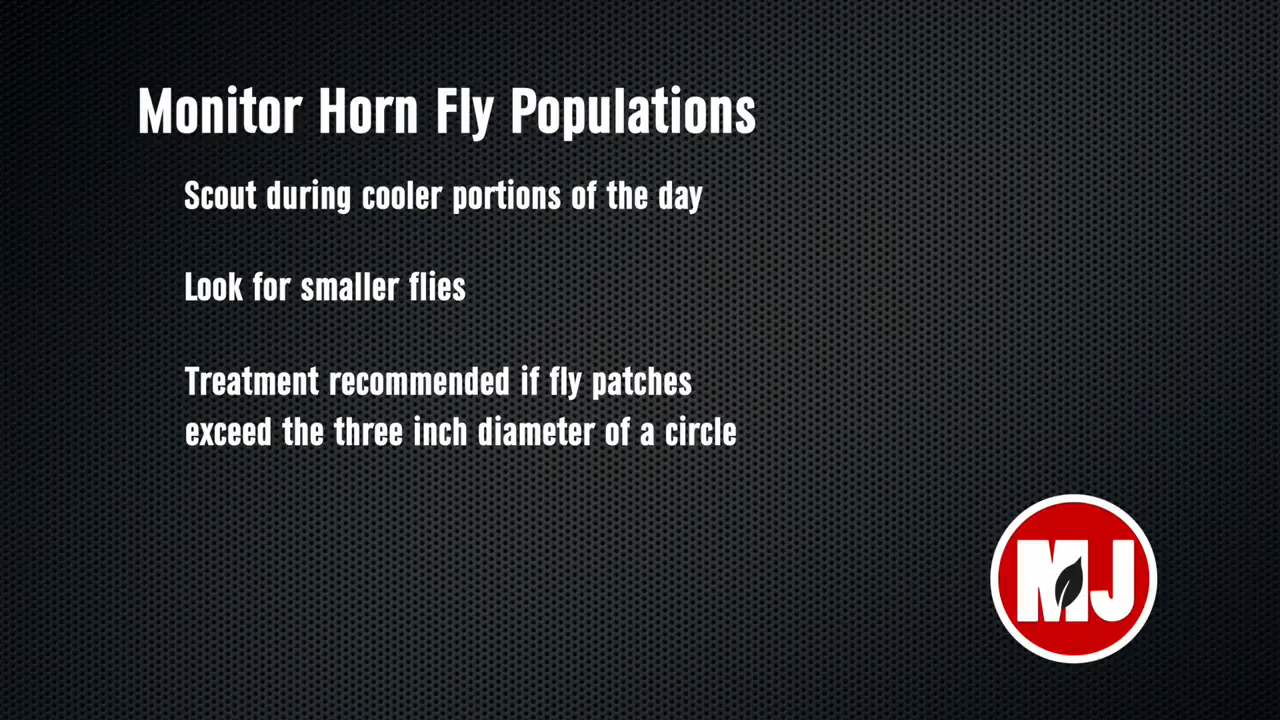 Monitor Horn Fly Populations
Scout during cooler portions of the day
Look for smaller flies
Treatment recommended if fly patches
exceed the three inch diameter of a circle
MJ